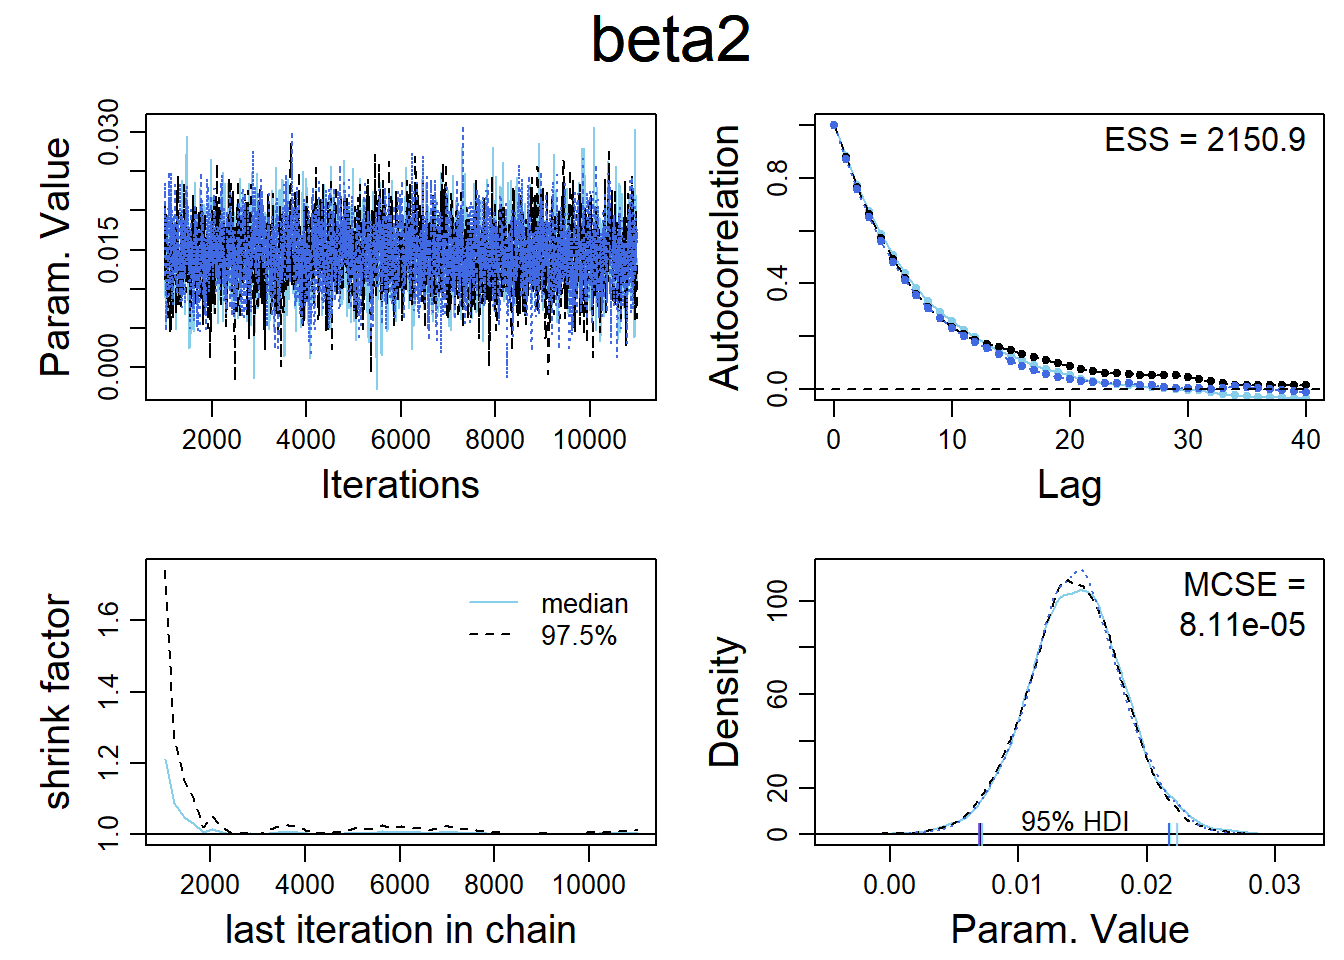 beta2
Param. Value
0.000 0.015 0.030
2000 4000 6000 8000 10000
Iterations
Autocorrelation
0.0 0.4 0.8
ESS = 2150.9
0 10 20 30 40
Lag
shrink factor
1.0 1.2 1.4 1.6
median
97.5%
2000 4000 6000 8000 10000
last iteration in chain
Density
0 20 60 100
MCSE =
8.11e-05
95% HDI
0.00 0.01 0.02 0.03
Param. Value